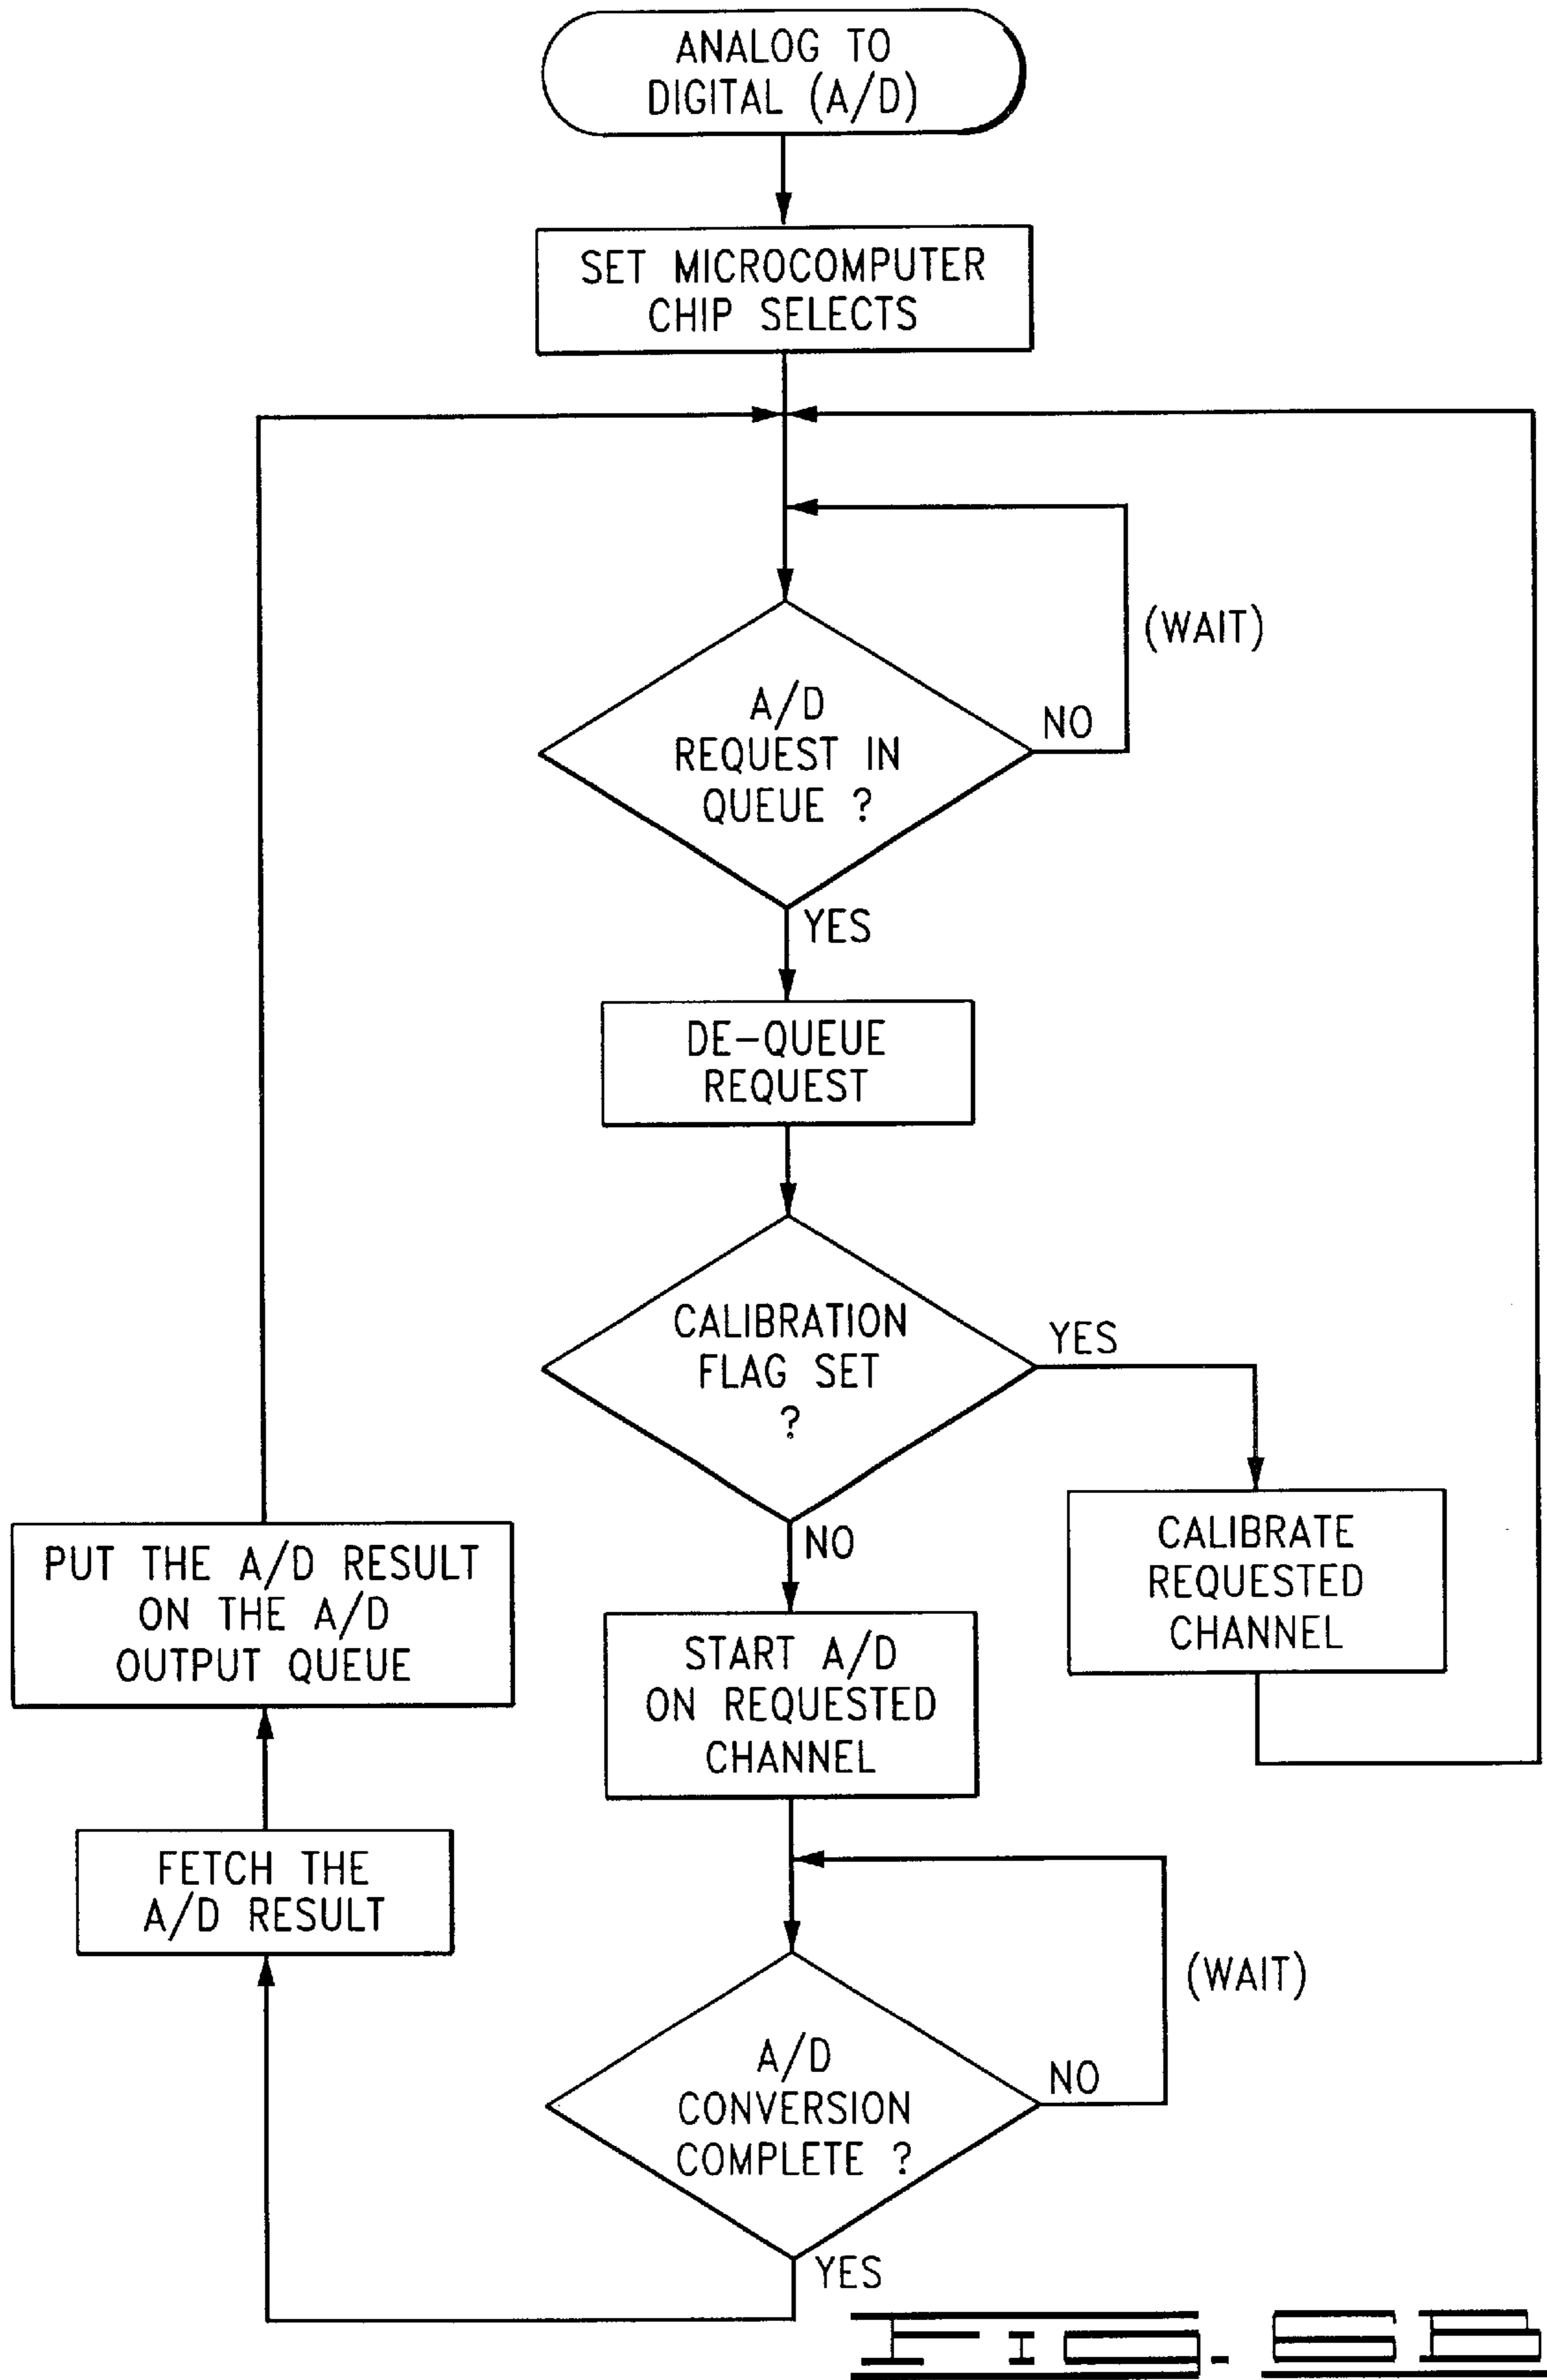 ANALOG TO
DIGITAL (A/D)
SET MICROCOMPUTER
CHIP SELECTS
(WAIT)
A/D
REQUEST IN
QUEUE ?
NO
YES
DE-QUEUE
REQUEST
CALIBRATION
FLAG SET
?
YES
NO
CALIBRATE
REQUESTED
CHANNEL
PUT THE A/D RESULT
ON THE A/D
OUTPUT QUEUE
START A/D
ON REQUESTED
CHANNEL
FETCH THE
A/D RESULT
(WAIT)
A/D
CONVERSION
COMPLETE ?
NO
YES